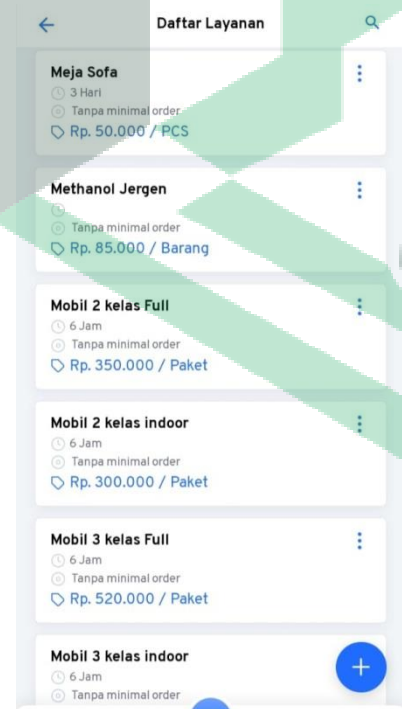 Daftar Layanan
Meja Sofa
3 Hari
Tanpa minimal order
Rp. 50.000 / PCS
Methanol Jergen
Tanpa minimal order
Rp. 85.000 / Barang
Mobil 2 kelas Full
6 Jam
Tanpa minimal order
Rp. 350.000 / Paket
Mobil 2 kelas indoor
6 Jam
Tanpa minimal order
Rp. 300.000 / Paket
Mobil 3 kelas Full
6 Jam
Tanpa minimal order
Rp. 520.000 / Paket
Mobil 3 kelas indoor
6 Jam
Tanpa minimal order